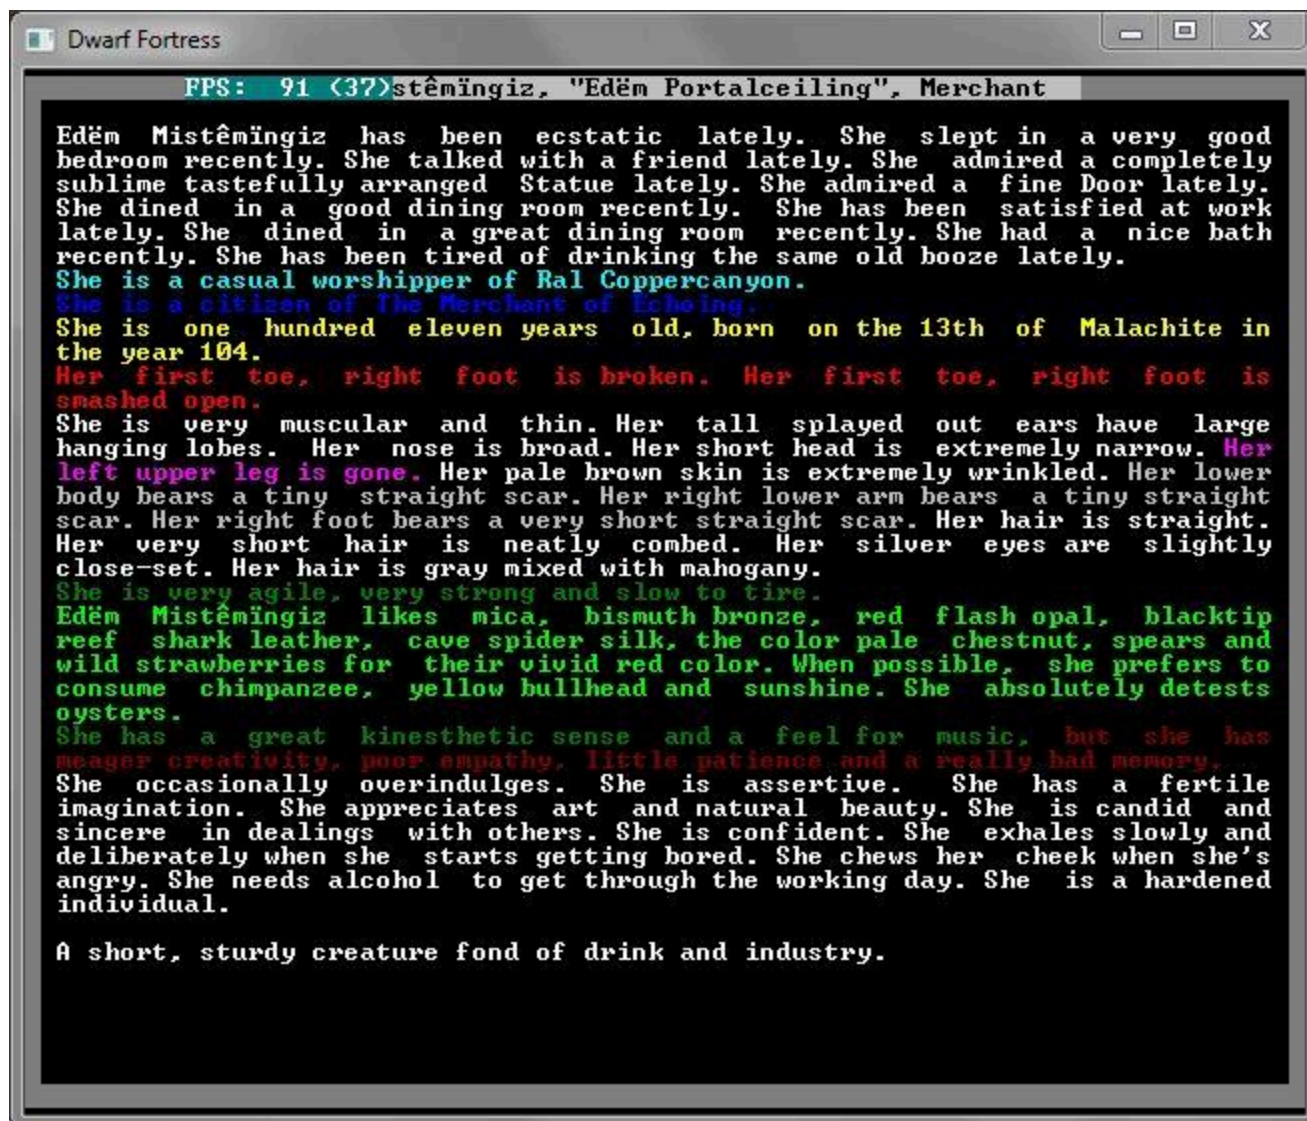 Dwarf Fortress
FPS: 91 (37)stêmïngiz, "Edëm Portalceiling", Merchant
Edëm Mistêmïngiz has been ecstatic lately. She slept in a very good
bedroom recently. She talked with a friend lately. She admired a completely
sublime tastefully arranged Statue lately. She admired a fine Door lately.
She dined in a good dining room recently. She has been satisfied at work
lately. She dined in a great dining room recently. She had a nice bath
recently. She has been tired of drinking the same old booze lately.
She is a casual worshipper of Ral Coppercanyon.
She is a citizen of The Merchant of Echoing.
She is one hundred eleven years old, born on the 13th of Malachite in
the year 104.
Her first toe, right foot is broken. Her first toe, right foot is
smashed open.
She is very muscular and thin. Her tall splayed out ears have large
hanging lobes. Her nose is broad. Her short head is extremely narrow. Her
left upper leg is gone. Her pale brown skin is extremely wrinkled. Her lower
body bears a tiny straight scar. Her right lower arm bears a tiny straight
scar. Her right foot bears a very short straight scar. Her hair is straight.
Her very short hair is neatly combed. Her silver eyes are slightly
close-set. Her hair is gray mixed with mahogany.
She is very agile, very strong and slow to tire.
Edëm Mistêmïngiz likes mica, bismuth bronze, red flash opal, blacktip
reef shark leather, cave spider silk, the color pale chestnut, spears and
wild strawberries for their vivid red color. When possible, she prefers to
consume chimpanzee, yellow bullhead and sunshine. She absolutely detests
oysters.
She has a great kinesthetic sense and a feel for music, but she has
meager creativity, poor empathy, little patience and a really bad memory.
She occasionally overindulges. She is assertive. She has a fertile
imagination. She appreciates art and natural beauty. She is candid and
sincere in dealings with others. She is confident. She exhales slowly and
deliberately when she starts getting bored. She chews her cheek when she's
angry. She needs alcohol to get through the working day. She is a hardened
individual.
A short, sturdy creature fond of drink and industry.